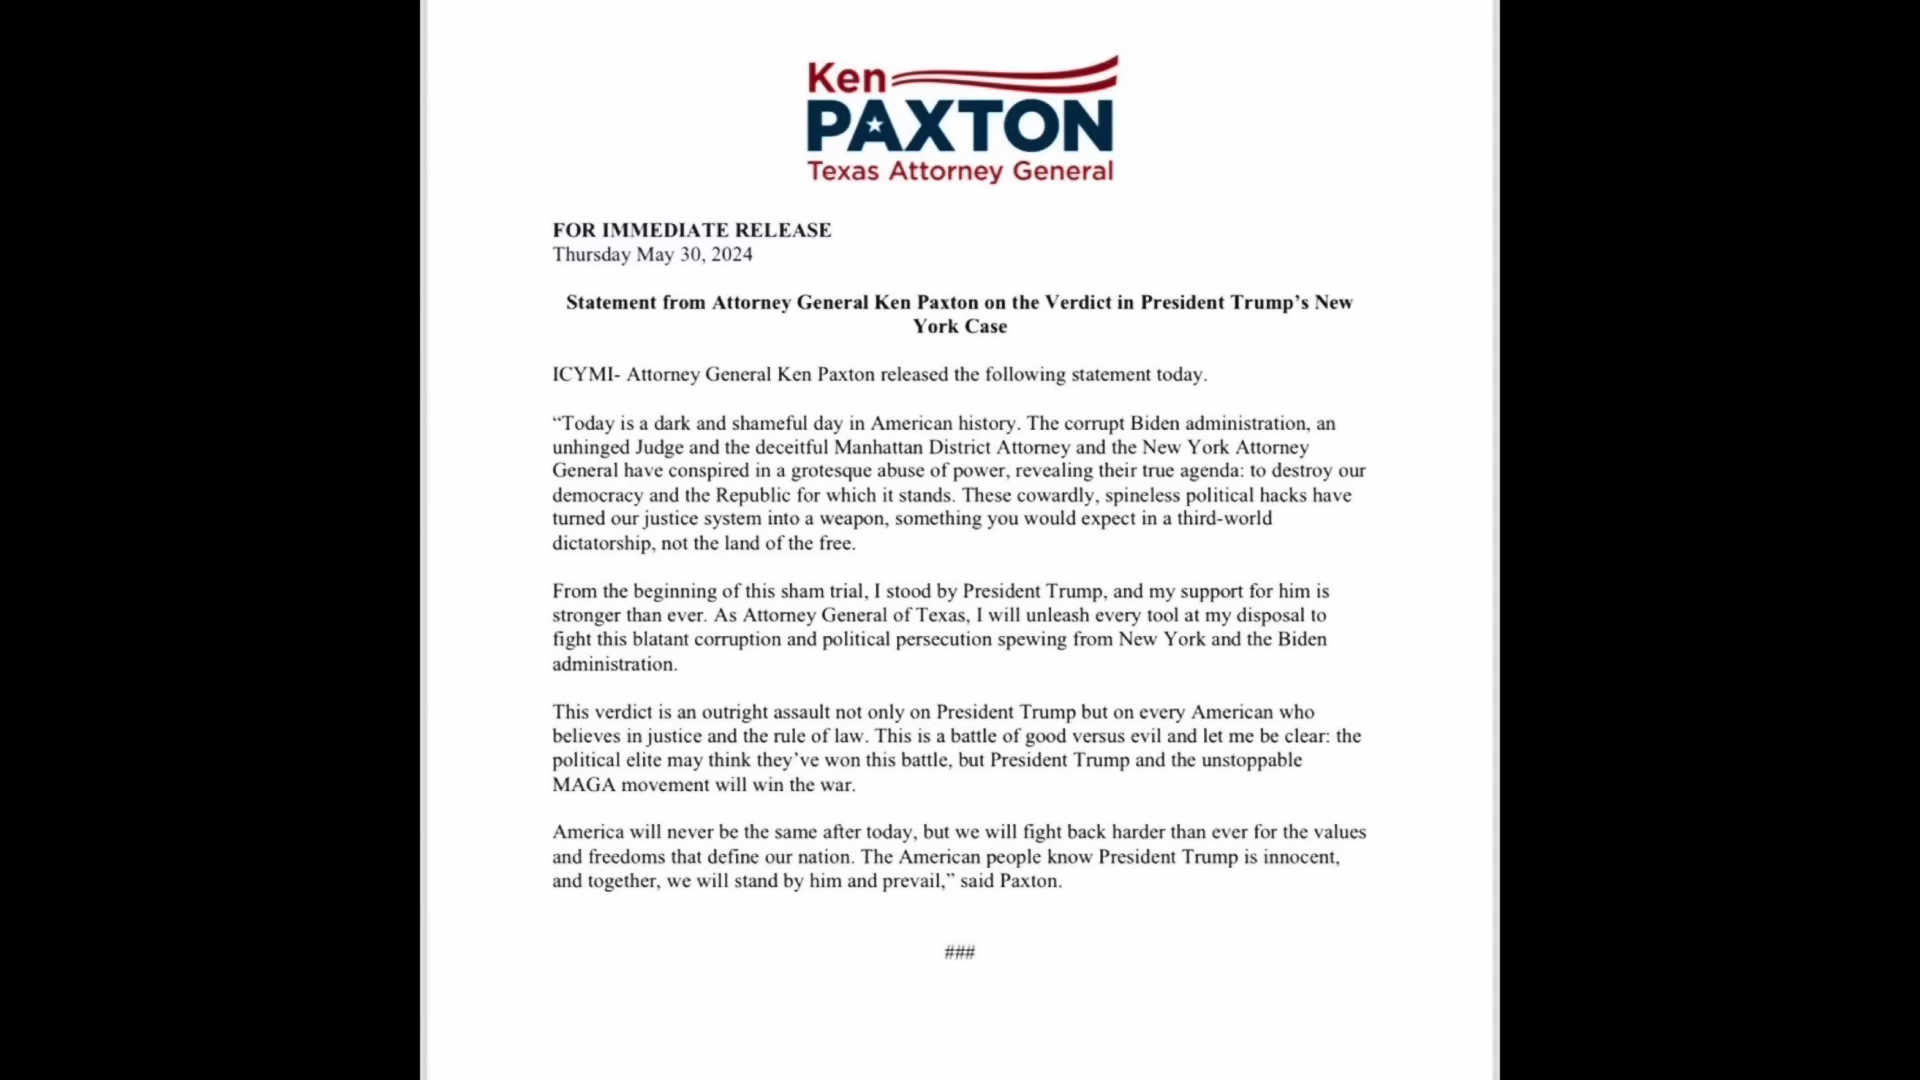 Ken
PAXTON
Texas Attorney General
FOR IMMEDIATE RELEASE
Thursday May 30, 2024
Statement from Attorney General Ken Paxton on the Verdict in President Trump’s New
York Case
ICYMI- Attorney General Ken Paxton released the following statement today.
“Today is a dark and shameful day in American history. The corrupt Biden administration, an
unhinged Judge and the deceitful Manhattan District Attorney and the New York Attorney
General have conspired in a grotesque abuse of power, revealing their true agenda: to destroy our
democracy and the Republic for which it stands. These cowardly, spineless political hacks have
turned our justice system into a weapon, something you would expect in a third-world
dictatorship, not the land of the free.
From the beginning of this sham trial, I stood by President Trump, and my support for him is
stronger than ever. As Attorney General of Texas, I will unleash every tool at my disposal to
fight this blatant corruption and political persecution spewing from New York and the Biden
administration.
This verdict is an outright assault not only on President Trump but on every American who
believes in justice and the rule of law. This is a battle of good versus evil and let me be clear: the
political elite may think they’ve won this battle, but President Trump and the unstoppable
MAGA movement will win the war.
America will never be the same after today, but we will fight back harder than ever for the values
and freedoms that define our nation. The American people know President Trump is innocent,
and together, we will stand by him and prevail,” said Paxton.
###